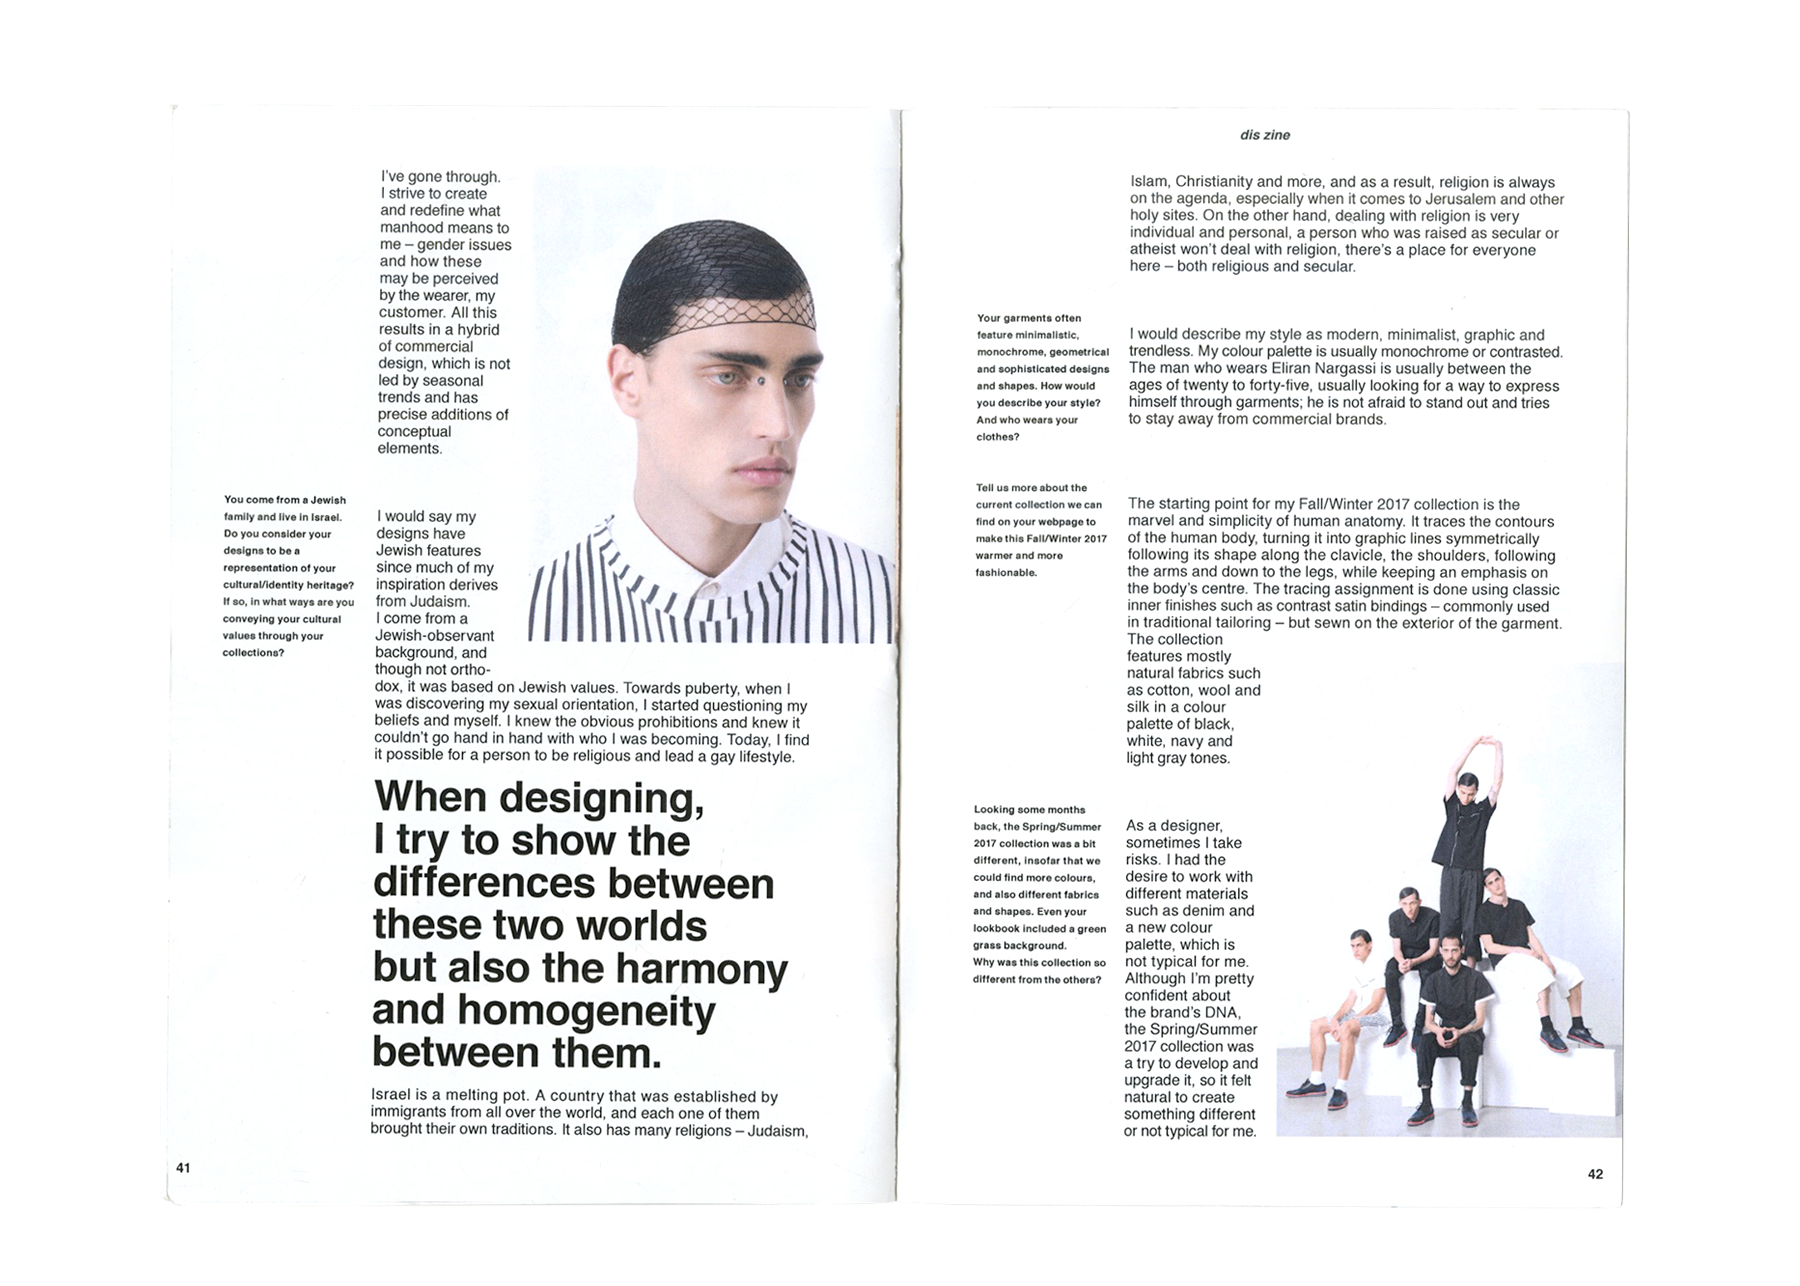 I've gone through.
I strive to create
and redefine what
manhood means to
me – gender issues
and how these
may be perceived
by the wearer, my
customer. All this
results in a hybrid
of commercial
design, which is not
led by seasonal
trends and has
precise additions of
conceptual
elements.
You come from a Jewish
family and live in Israel.
Do you consider your
designs to be a
representation of your
cultural/identity heritage?
If so, in what ways are you
conveying your cultural
values through your
collections?
I would say my
designs have
Jewish features
since much of my
inspiration derives
from Judaism.
I come from a
Jewish-observant
background, and
though not ortho-
dox, it was based on Jewish values. Towards puberty, when I
was discovering my sexual orientation, I started questioning my
beliefs and myself. I knew the obvious prohibitions and knew it
couldn't go hand in hand with who I was becoming. Today, I find
it possible for a person to be religious and lead a gay lifestyle.
When designing,
I try to show the
differences between
these two worlds
but also the harmony
and homogeneity
between them.
Israel is a melting pot. A country that was established by
immigrants from all over the world, and each one of them
brought their own traditions. It also has many religions – Judaism,
41
dis zine
Islam, Christianity and more, and as a result, religion is always
on the agenda, especially when it comes to Jerusalem and other
holy sites. On the other hand, dealing with religion is very
individual and personal, a person who was raised as secular or
atheist won't deal with religion, there's a place for everyone
here – both religious and secular.
Your garments often
feature minimalistic,
monochrome, geometrical
and sophisticated designs
and shapes. How would
you describe your style?
And who wears your
clothes?
I would describe my style as modern, minimalist, graphic and
trendless. My colour palette is usually monochrome or contrasted.
The man who wears Eliran Nargassi is usually between the
ages of twenty to forty-five, usually looking for a way to express
himself through garments; he is not afraid to stand out and tries
to stay away from commercial brands.
Tell us more about the
current collection we can
find on your webpage to
make this Fall/Winter 2017
warmer and more
fashionable.
The starting point for my Fall/Winter 2017 collection is the
marvel and simplicity of human anatomy. It traces the contours
of the human body, turning it into graphic lines symmetrically
following its shape along the clavicle, the shoulders, following
the arms and down to the legs, while keeping an emphasis on
the body's centre. The tracing assignment is done using classic
inner finishes such as contrast satin bindings – commonly used
in traditional tailoring – but sewn on the exterior of the garment.
The collection
features mostly
natural fabrics such
as cotton, wool and
silk in a colour
palette of black,
white, navy and
light gray tones.
Looking some months
back, the Spring/Summer
2017 collection was a bit
different, insofar that we
could find more colours,
and also different fabrics
and shapes. Even your
lookbook included a green
grass background.
Why was this collection so
different from the others?
As a designer,
sometimes I take
risks. I had the
desire to work with
different materials
such as denim and
a new colour
palette, which is
not typical for me.
Although I'm pretty
confident about
the brand's DNA,
the Spring/Summer
2017 collection was
a try to develop and
upgrade it, so it felt
natural to create
something different
or not typical for me.
42